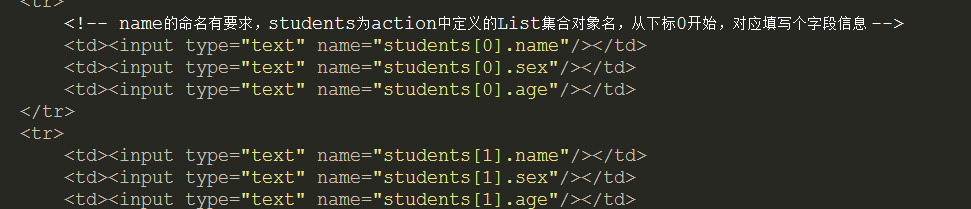 <tr>
<!-- name的命名有要求，students为action中定义的List集合对象名，从下标0开始，对应填写个字段信息 -->
<td><input type="text" name="students[0].name"/></td>
<td><input type="text" name="students[0].sex"/></td>
<td><input type="text" name="students[0].age"/></td>
</tr>
<tr>
<td><input type="text" name="students[1].name"/></td>
<td><input type="text" name="students[1].sex"/></td>
<td><input type="text" name="students[1].age"/></td>